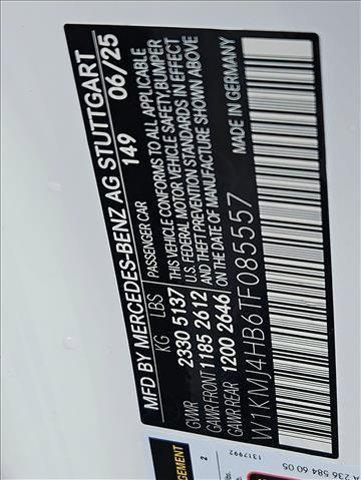 MFD BY MERCEDES-BENZ AG STUTTGART
149 06/25
KG LBS
GVWR 2330 5137
GAWR FRONT 1185 2612
GAWR REAR 1200 2646
PASSENGER CAR
THIS VEHICLE CONFORMS TO ALL APPLICABLE
FEDERAL MOTOR VEHICLE SAFETY, BUMPER
AND THEFT PREVENTION STANDARDS IN EFFECT
ON THE DATE OF MANUFACTURE SHOWN ABOVE
MADE IN GERMANY
W1KMJ4HB6TF085557
A 236 584 60 05
1317992
2